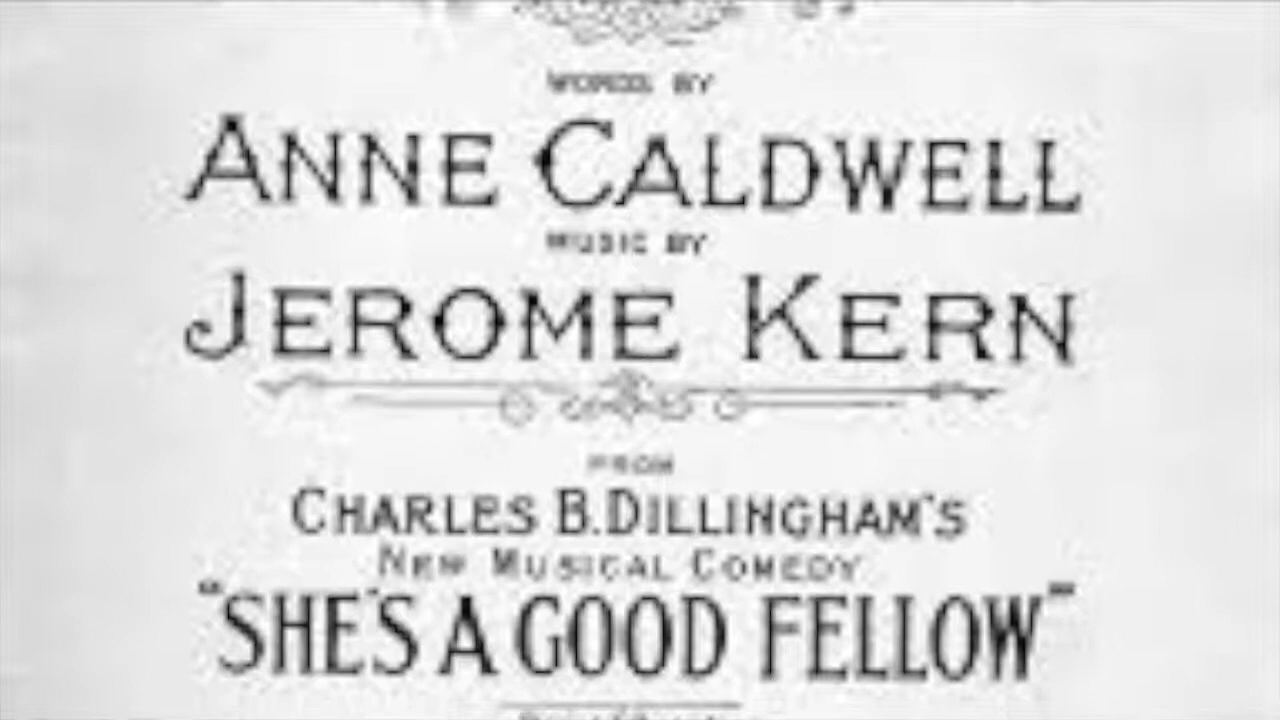 WORDS BY
ANNE CALDWELL
MUSIC BY
JEROME KERN
FROM
CHARLES B. DILLINGHAM'S
NEW MUSICAL COMEDY
"SHE'S A GOOD FELLOW"